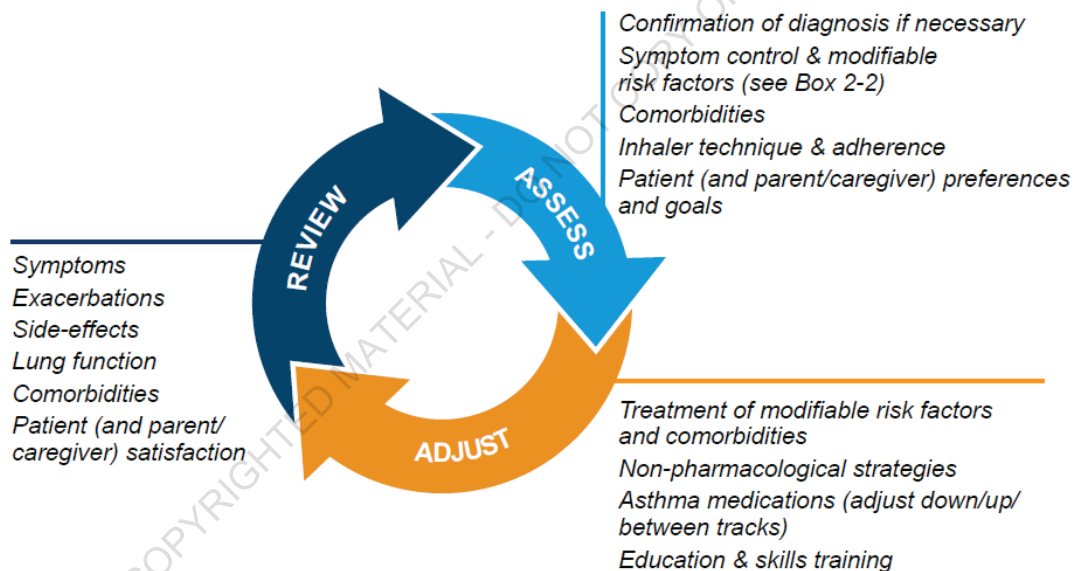 Confirmation of diagnosis if necessary
Symptom control & modifiable
risk factors (see Box 2-2)
Comorbidities
Inhaler technique & adherence
Patient (and parent/caregiver) preferences
and goals
REVIEW
ASSESS
ADJUST
Symptoms
Exacerbations
Side-effects
Lung function
Comorbidities
Patient (and parent/
caregiver) satisfaction
Treatment of modifiable risk factors
and comorbidities
Non-pharmacological strategies
Asthma medications (adjust down/up/
between tracks)
Education & skills training
COPYRIGHTED MATERIAL - DO NOT COPY